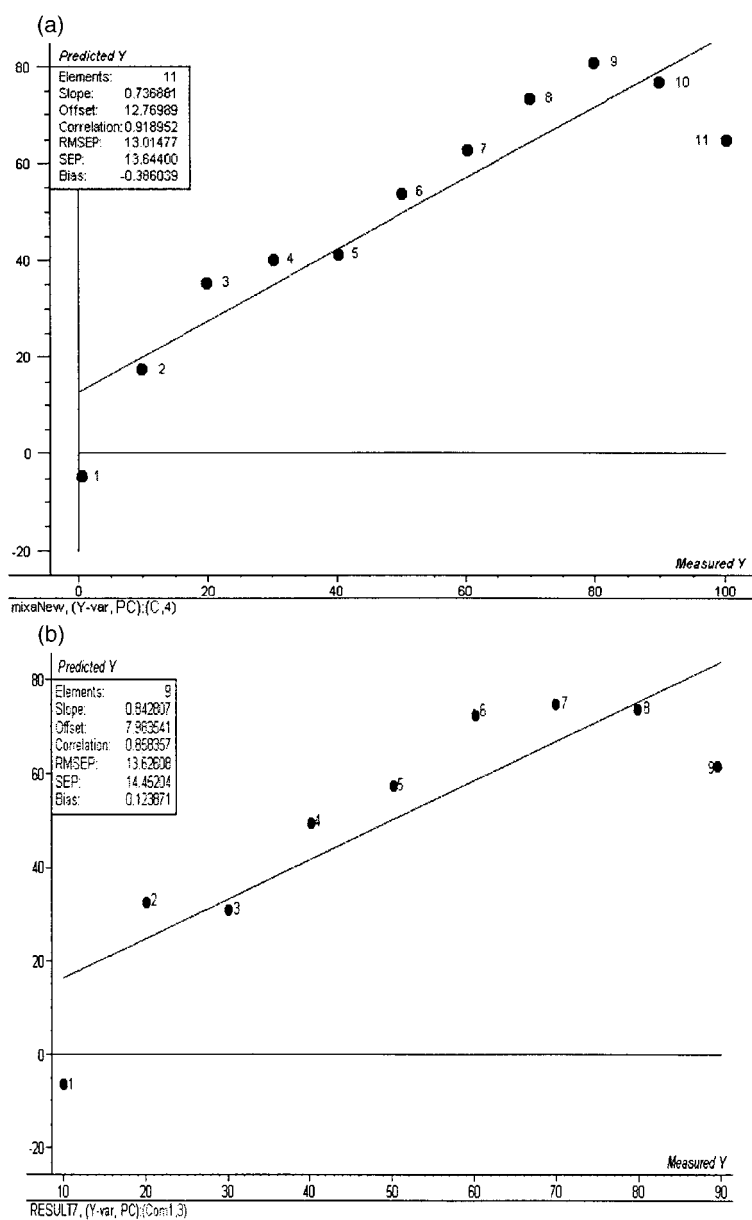 (a)
Predicted Y
Elements: 11
Slope: 0.736881
Offset: 12.76989
Correlation: 0.918952
RMSEP: 13.01477
SEP: 13.64400
Bias: -0.386039
80
60
40
20
0
-20
1
2
3
4
5
6
7
8
9
10
11
Measured Y
0 20 40 60 80 100
mixaNew, (Y-var, PC):(C,4)
(b)
Predicted Y
Elements: 9
Slope: 0.842807
Offset: 7.983541
Correlation: 0.858357
RMSEP: 13.62608
SEP: 14.45204
Bias: 0.123871
80
60
40
20
0
-20
1
2
3
4
5
6
7
8
9
Measured Y
10 20 30 40 50 60 70 80 90
RESULT7, (Y-var, PC):(Com1,3)